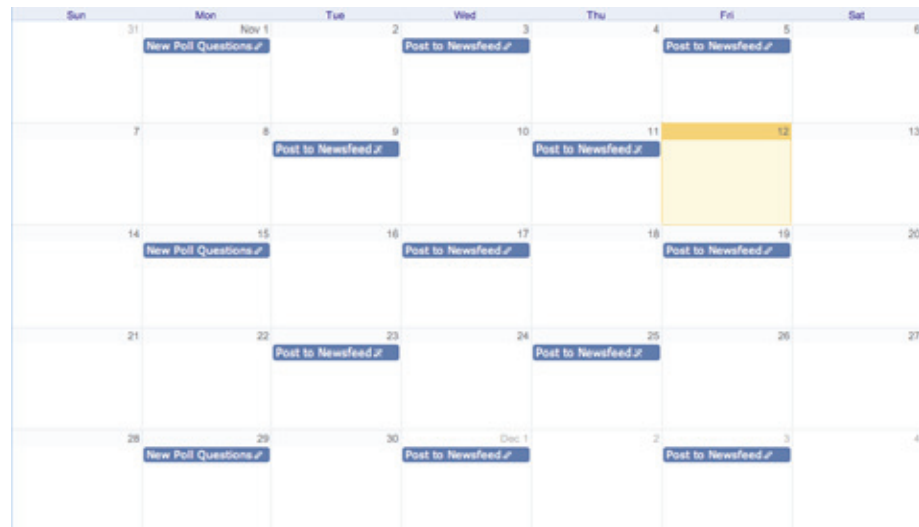 Sun Mon Tue Wed Thu Fri Sat
31 Nov 1 2 3 4 5 6
New Poll Questions Post to Newsfeed Post to Newsfeed
7 8 9 10 11 12 13
Post to Newsfeed Post to Newsfeed
14 15 16 17 18 19 20
New Poll Questions Post to Newsfeed Post to Newsfeed
21 22 23 24 25 26 27
Post to Newsfeed Post to Newsfeed
28 29 30 Dec 1 2 3 4
New Poll Questions Post to Newsfeed Post to Newsfeed